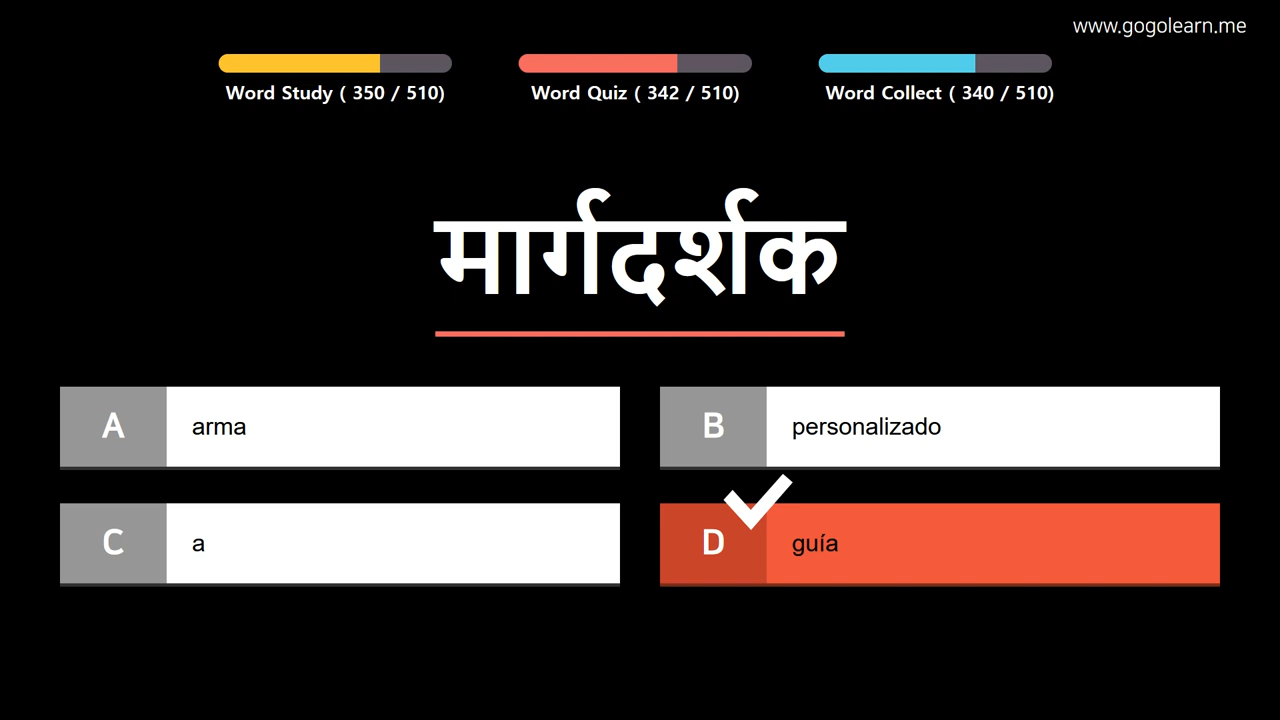 www.gogolearn.me
Word Study ( 350 / 510)
Word Quiz ( 342 / 510)
Word Collect ( 340 / 510)
मार्गदर्शक
A arma
B personalizado
C a
D guía